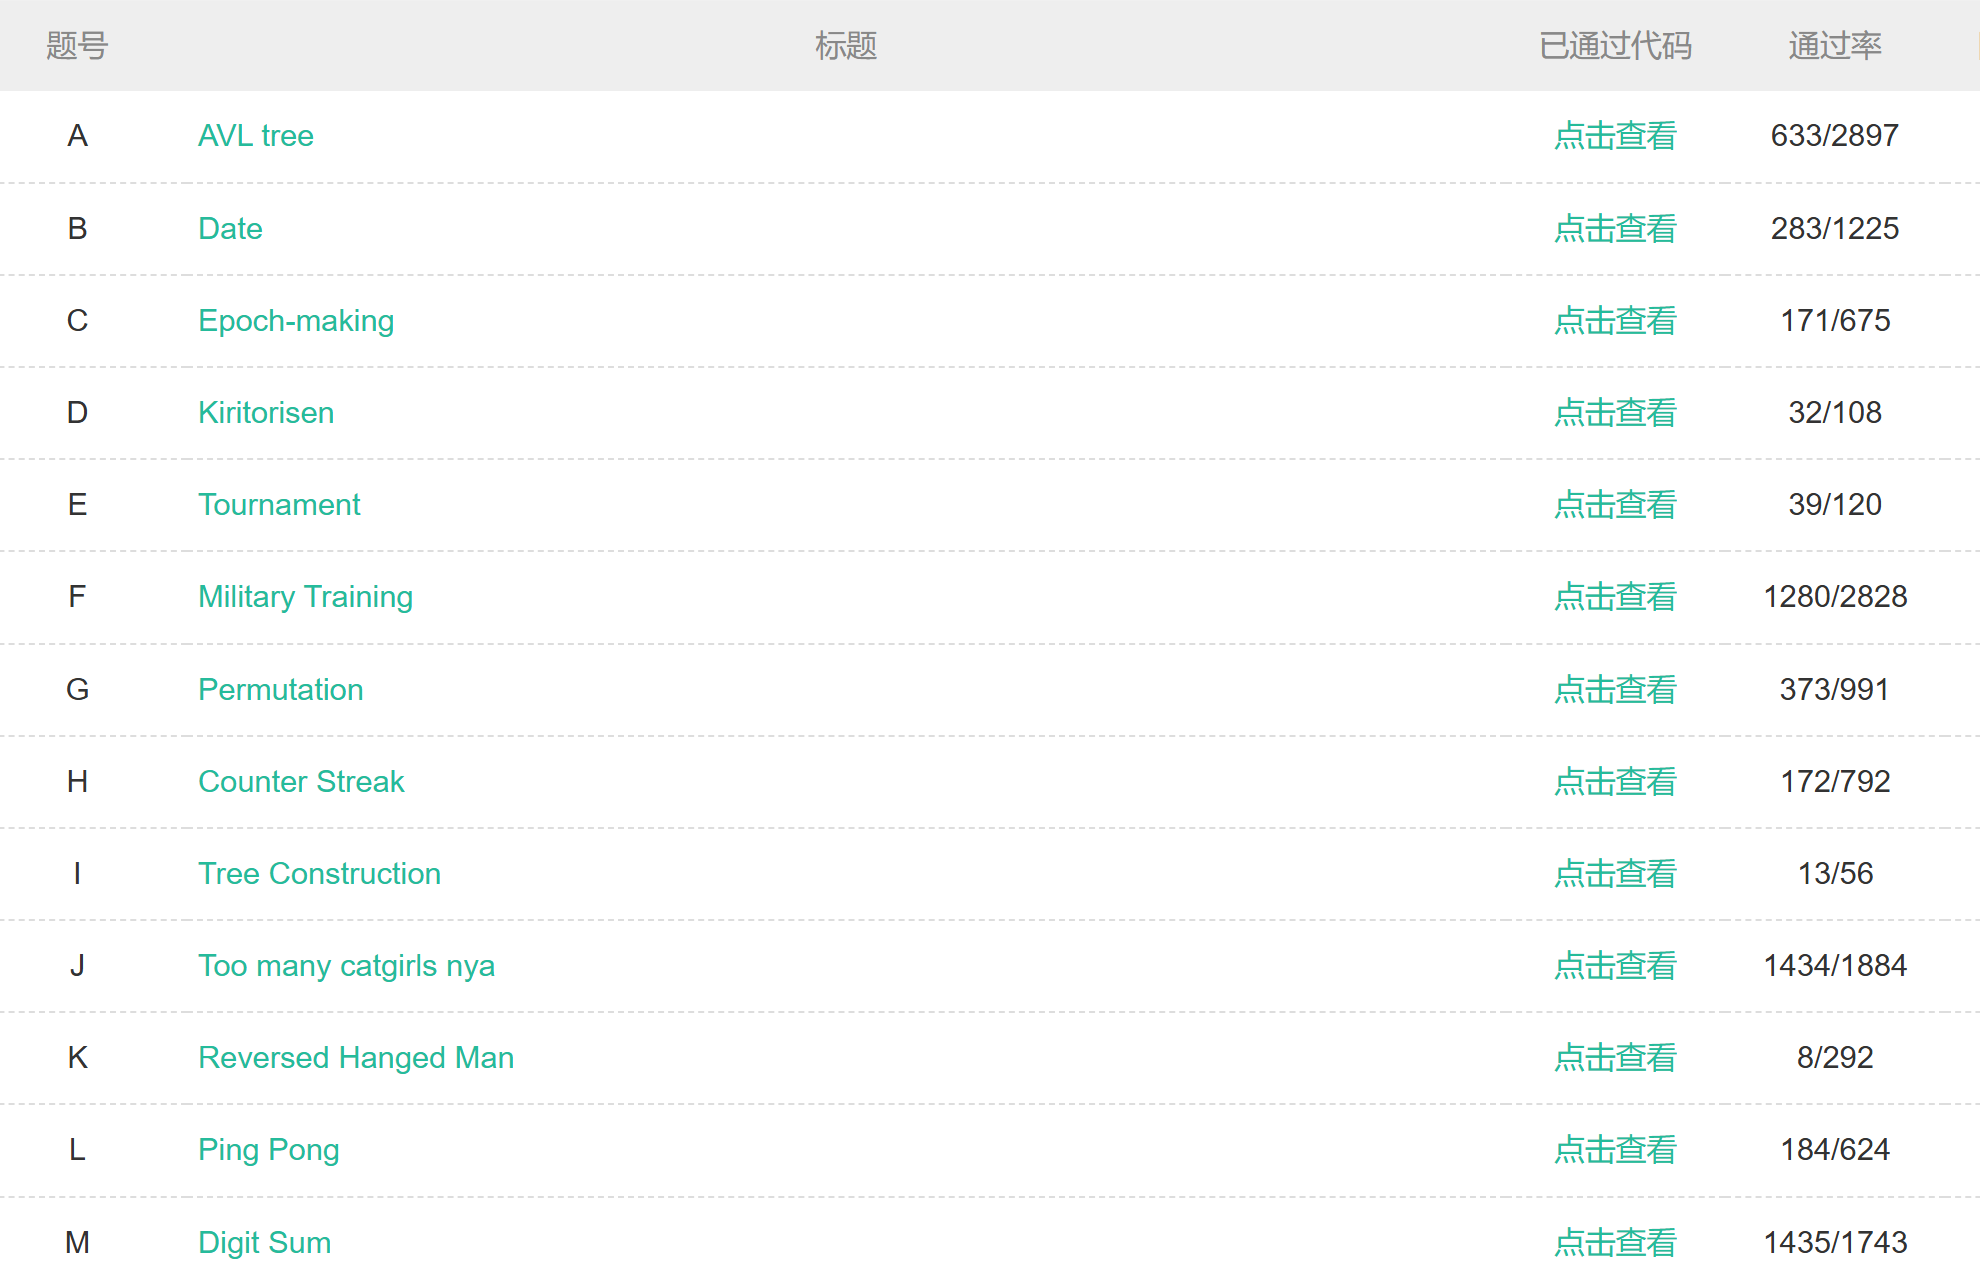 题号 标题 已通过代码 通过率
A AVL tree 点击查看 633/2897
B Date 点击查看 283/1225
C Epoch-making 点击查看 171/675
D Kiritorisen 点击查看 32/108
E Tournament 点击查看 39/120
F Military Training 点击查看 1280/2828
G Permutation 点击查看 373/991
H Counter Streak 点击查看 172/792
I Tree Construction 点击查看 13/56
J Too many catgirls nya 点击查看 1434/1884
K Reversed Hanged Man 点击查看 8/292
L Ping Pong 点击查看 184/624
M Digit Sum 点击查看 1435/1743